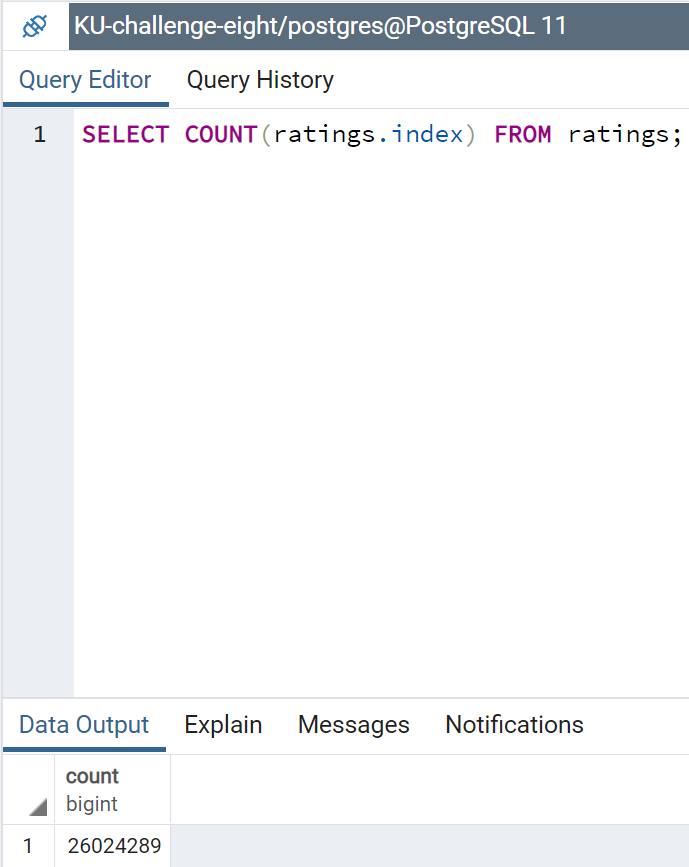 KU-challenge-eight/postgres@PostgreSQL 11
Query Editor Query History
1 SELECT COUNT(ratings.index) FROM ratings;
Data Output Explain Messages Notifications
count
bigint
1 26024289